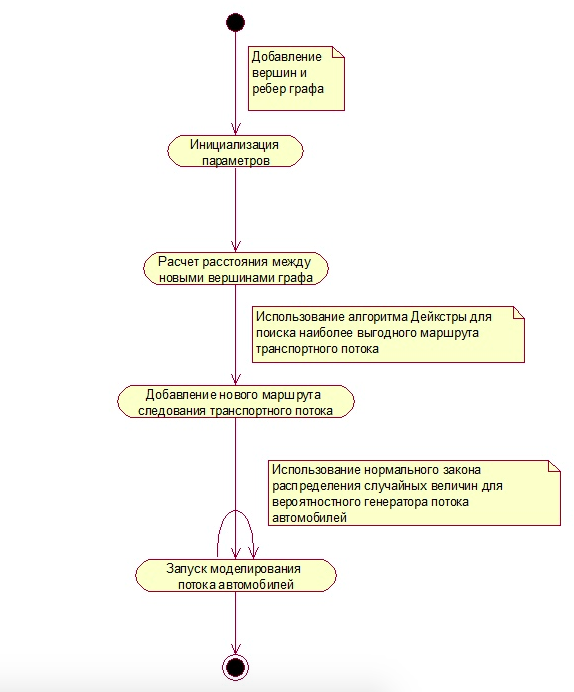 Добавление
вершин и
ребер графа
Инициализация
параметров
Расчет расстояния между
новыми вершинами графа
Использование алгоритма Дейкстры для
поиска наиболее выгодного маршрута
транспортного потока
Добавление нового маршрута
следования транспортного потока
Использование нормального закона
распределения случайных величин для
вероятностного генератора потока
автомобилей
Запуск моделирования
потока автомобилей